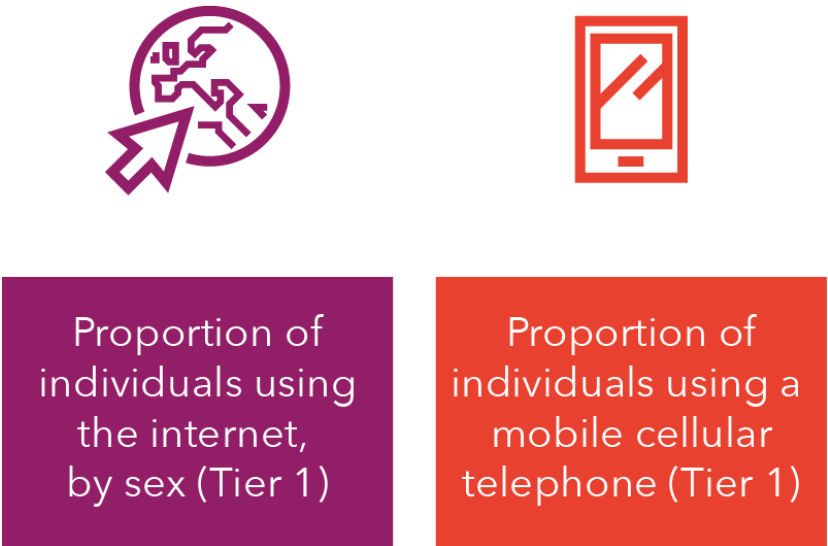 Proportion of
individuals using
the internet,
by sex (Tier 1)
Proportion of
individuals using a
mobile cellular
telephone (Tier 1)